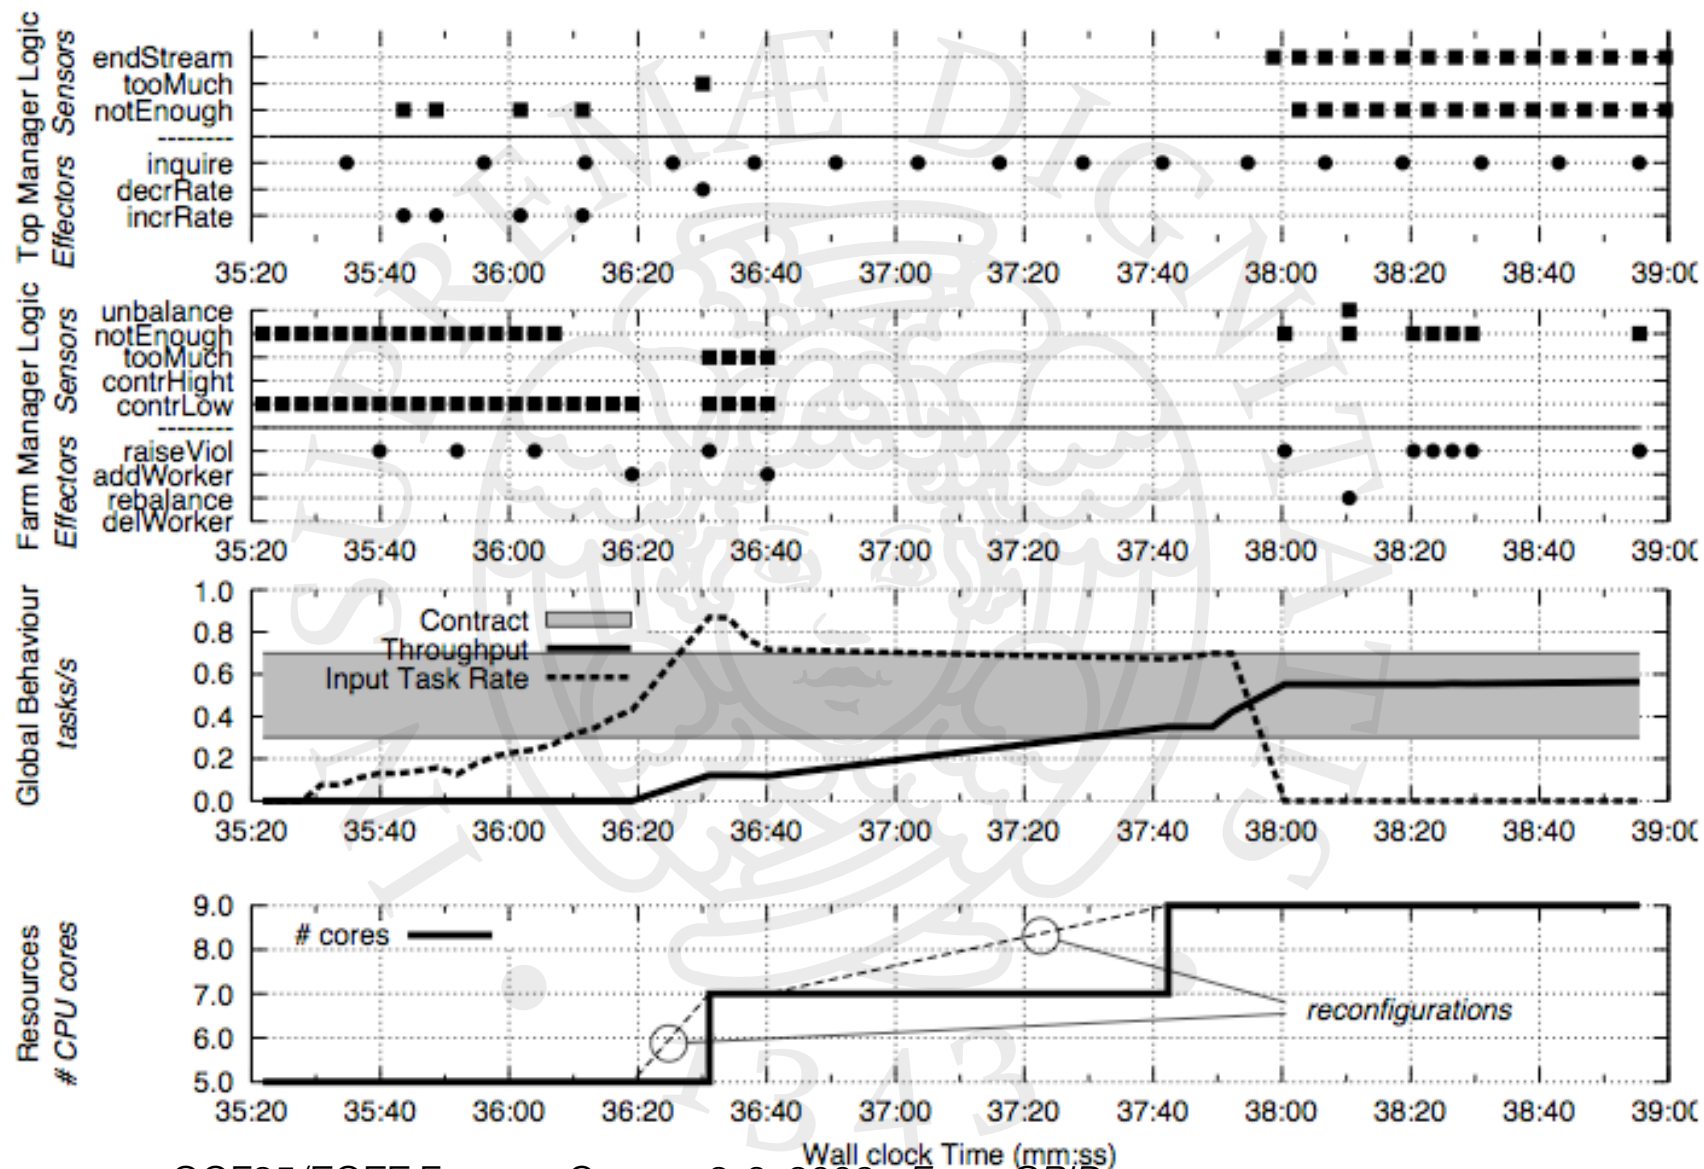 Top Manager Logic
Effectors Sensors
endStream
tooMuch
notEnough
--------
inquire
decrRate
incrRate
35:20 35:40 36:00 36:20 36:40 37:00 37:20 37:40 38:00 38:20 38:40 39:0
Farm Manager Logic
Effectors Sensors
unbalance
notEnough
tooMuch
contrHight
contrLow
--------
raiseViol
addWorker
rebalance
delWorker
35:20 35:40 36:00 36:20 36:40 37:00 37:20 37:40 38:00 38:20 38:40 39:0
Global Behaviour
tasks/s
1.0
0.8
0.6
0.4
0.2
0.0
Contract
Throughput
Input Task Rate
35:20 35:40 36:00 36:20 36:40 37:00 37:20 37:40 38:00 38:20 38:40 39:0
Resources
# CPU cores
9.0
8.0
7.0
6.0
5.0
# cores
reconfigurations
35:20 35:40 36:00 36:20 36:40 37:00 37:20 37:40 38:00 38:20 38:40 39:0
Wall clock Time (mm:ss)
IN SUPREMÆ DIGNITATIS
1343